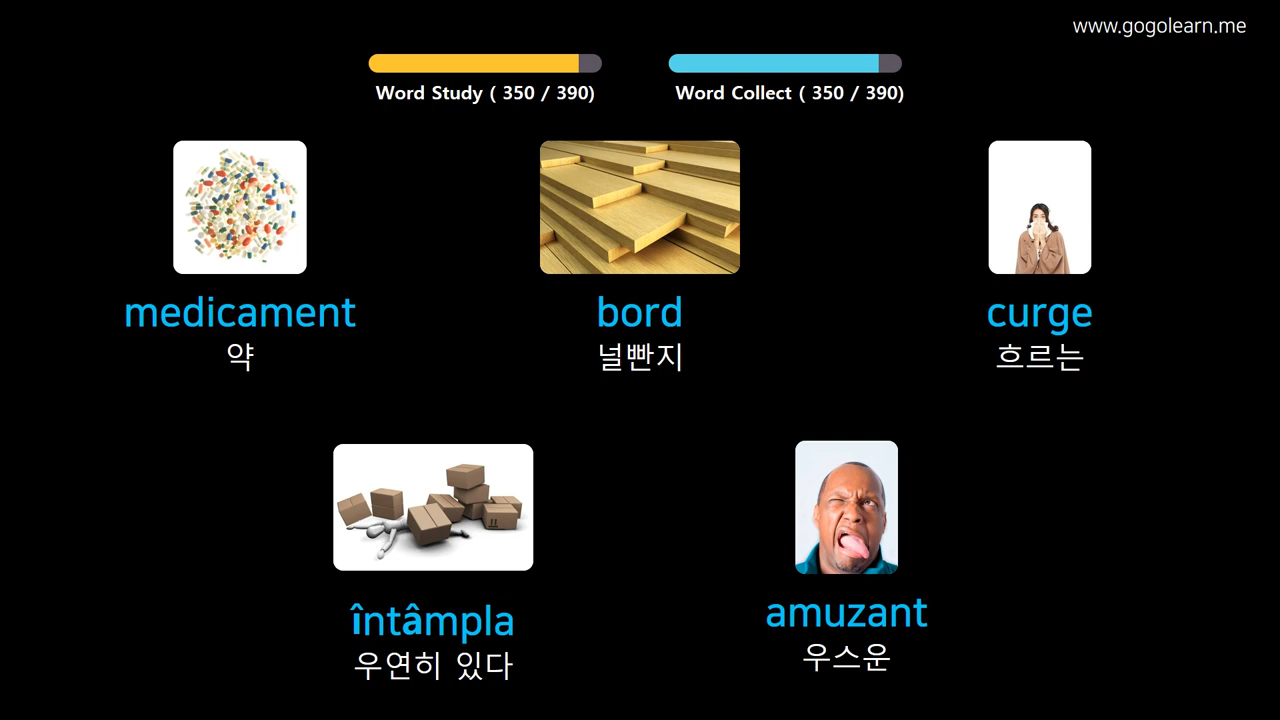 www.gogolearn.me
Word Study ( 350 / 390)
Word Collect ( 350 / 390)
medicament
약
bord
널빤지
curge
흐르는
întâmpla
우연히 있다
amuzant
우스운